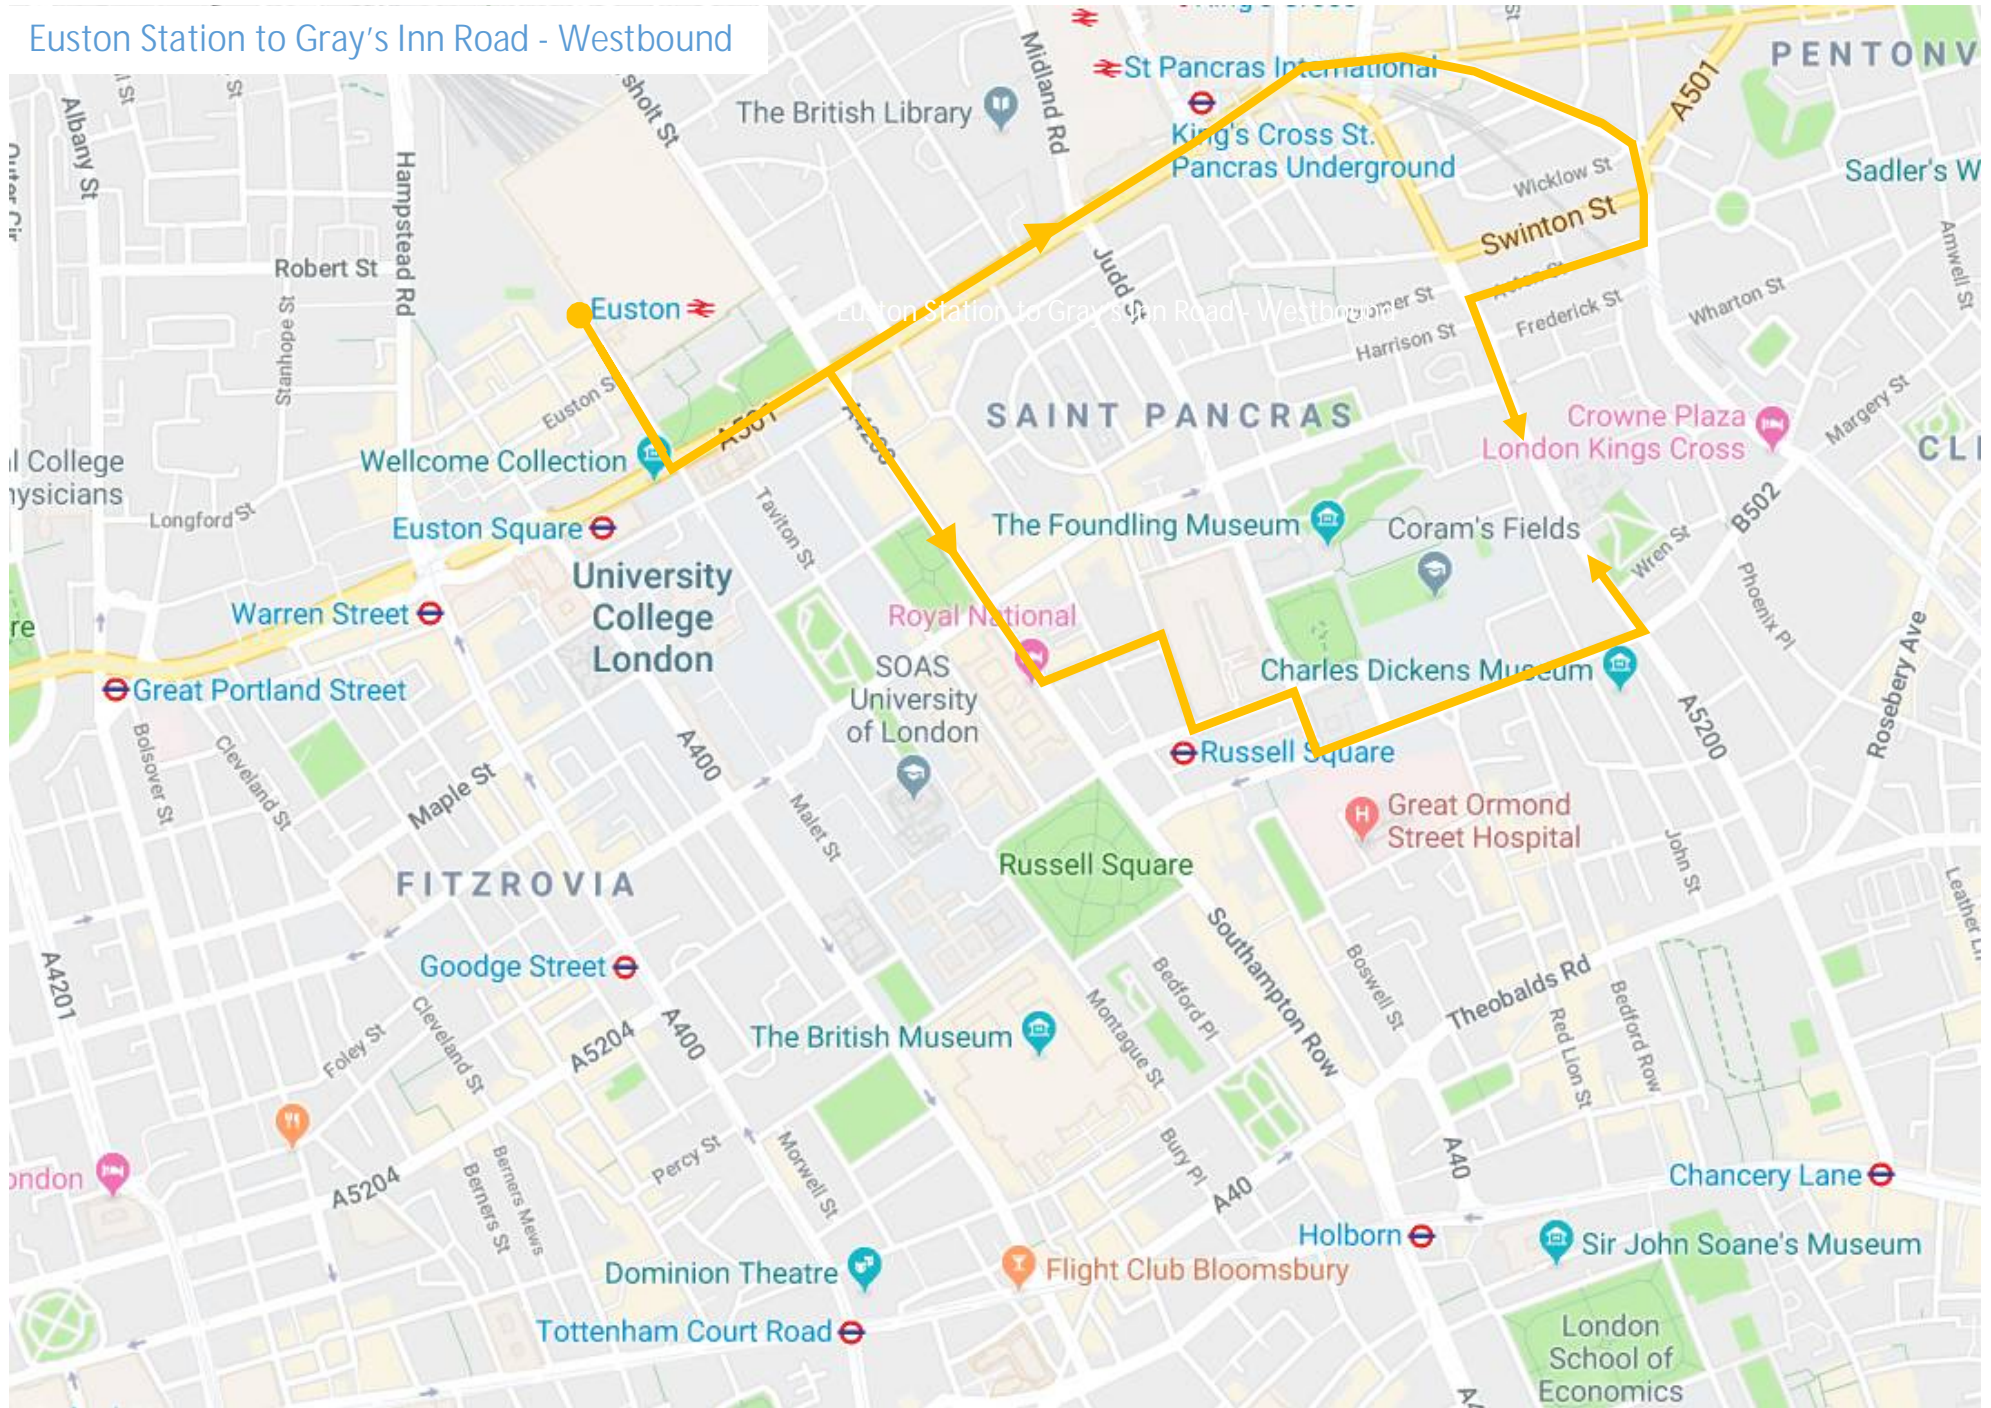 Euston Station to Gray's Inn Road - Westbound
Albany St
Hampstead Rd
Robert St
Stanhope St
Longford St
Euston
Wellcome Collection
Euston Square
Warren Street
Great Portland Street
The British Library
Midland Rd
St Pancras International
King's Cross St.
Pancras Underground
PENTONV
A501
Sadler's W
Wicklow St
Swinton St
Amwell St
Judd St
Euston Station to Gray's Inn Road - Westbound
Harrison St
Frederick St
Wharton St
Margery St
A501
SAINT PANCRAS
Crowne Plaza
London Kings Cross
CLE
l College
hysicians
Taviton St
The Foundling Museum
Coram's Fields
Wren St
B502
Phoenix Pl
Rosebery Ave
University
College
London
Royal National
SOAS
University
of London
Charles Dickens Museum
A5200
Russell Square
Bolsover St
Cleveland St
Maple St
A400
Malet St
Great Ormond
Street Hospital
Russell Square
John St
FITZROVIA
Southampton Row
Boswell St
Theobalds Rd
Bedford Row
Red Lion St
Goodge Street
A4201
Foley St
Cleveland St
A5204
A400
The British Museum
Bedford Pl
Montague St
Bury Pl
A40
A40
Chancery Lane
ondon
A5204
Berners St
Berners Mews
Percy St
Morwell St
Holborn
Sir John Soane's Museum
Dominion Theatre
Flight Club Bloomsbury
Tottenham Court Road
London
School of
Economics